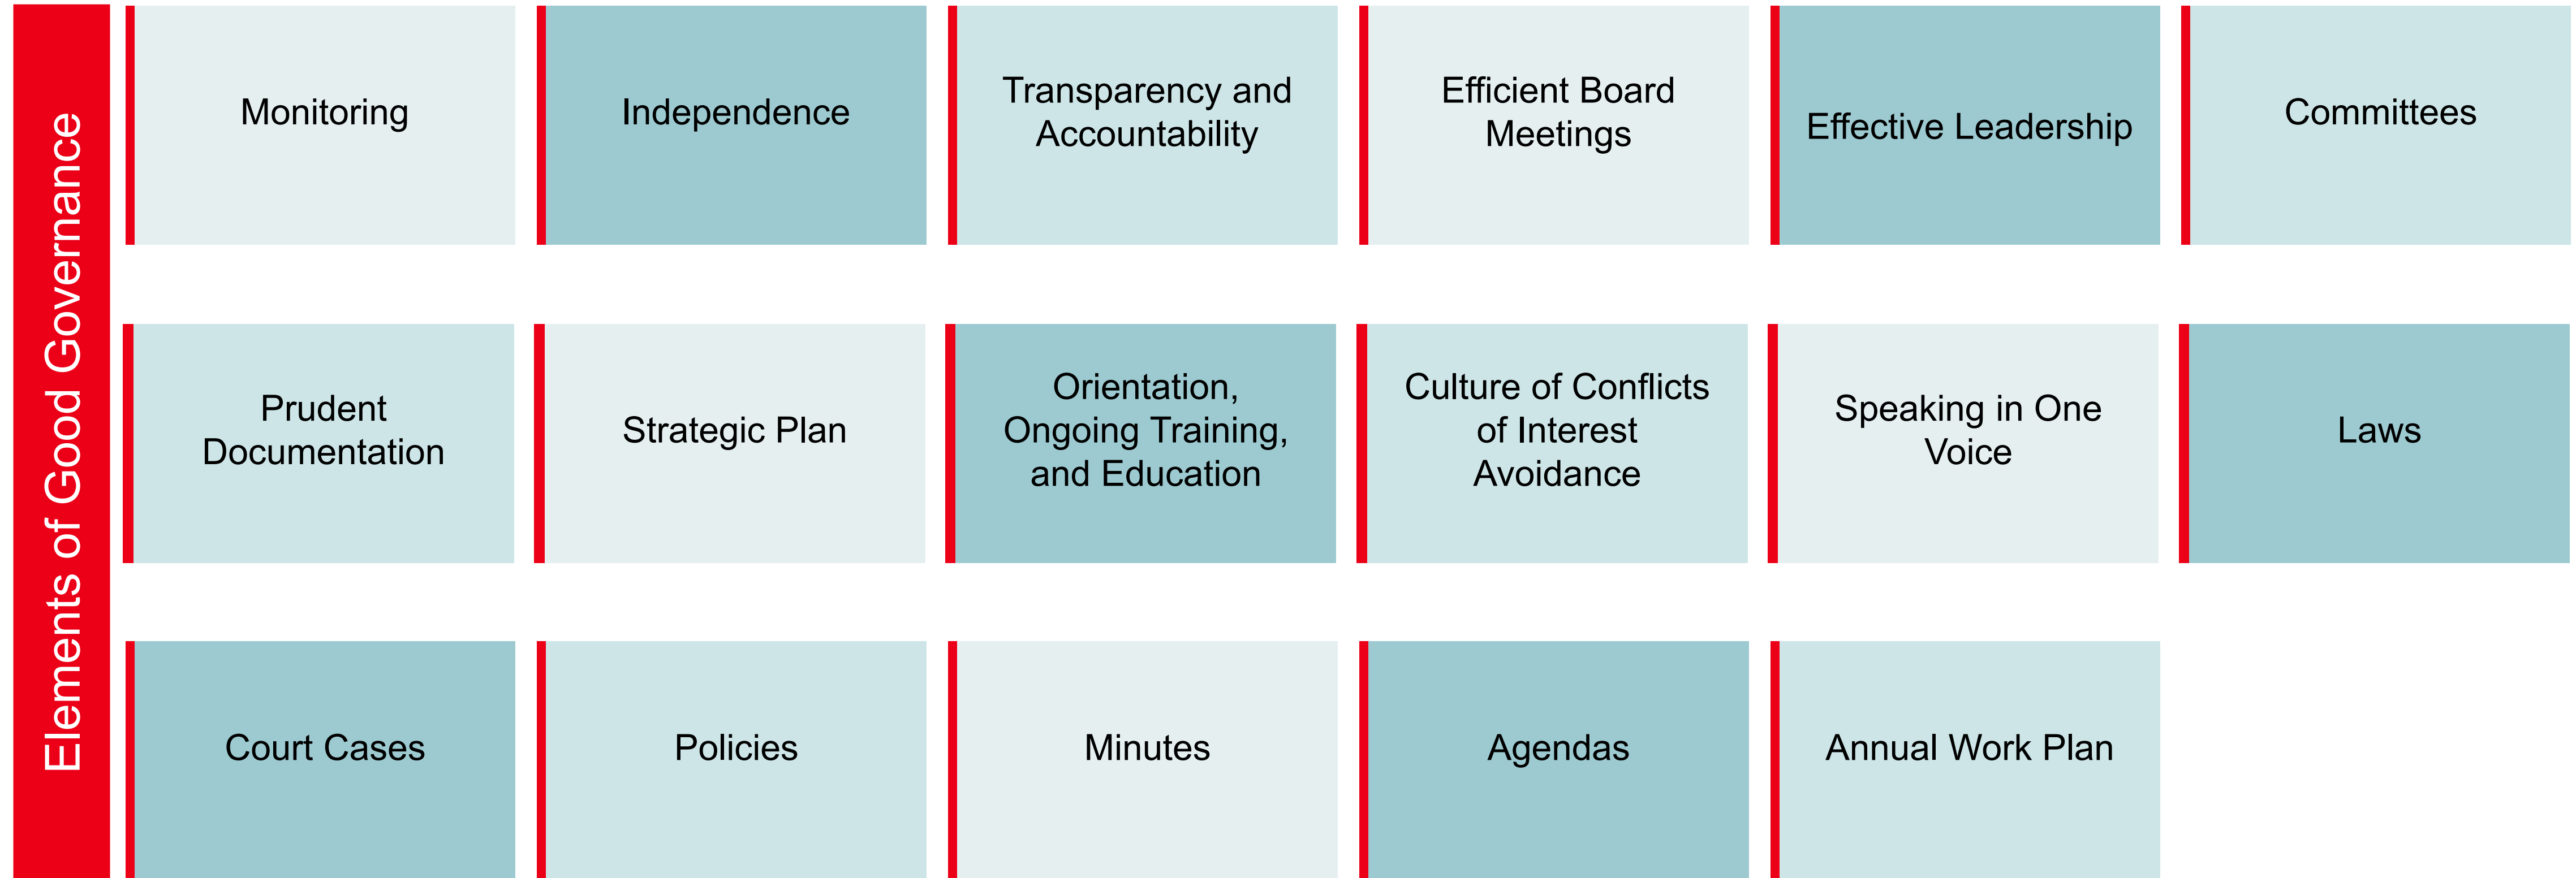 Elements of Good Governance
Monitoring
Independence
Transparency and
Accountability
Efficient Board
Meetings
Effective Leadership
Committees
Prudent
Documentation
Strategic Plan
Orientation,
Ongoing Training,
and Education
Culture of Conflicts
of Interest
Avoidance
Speaking in One
Voice
Laws
Court Cases
Policies
Minutes
Agendas
Annual Work Plan